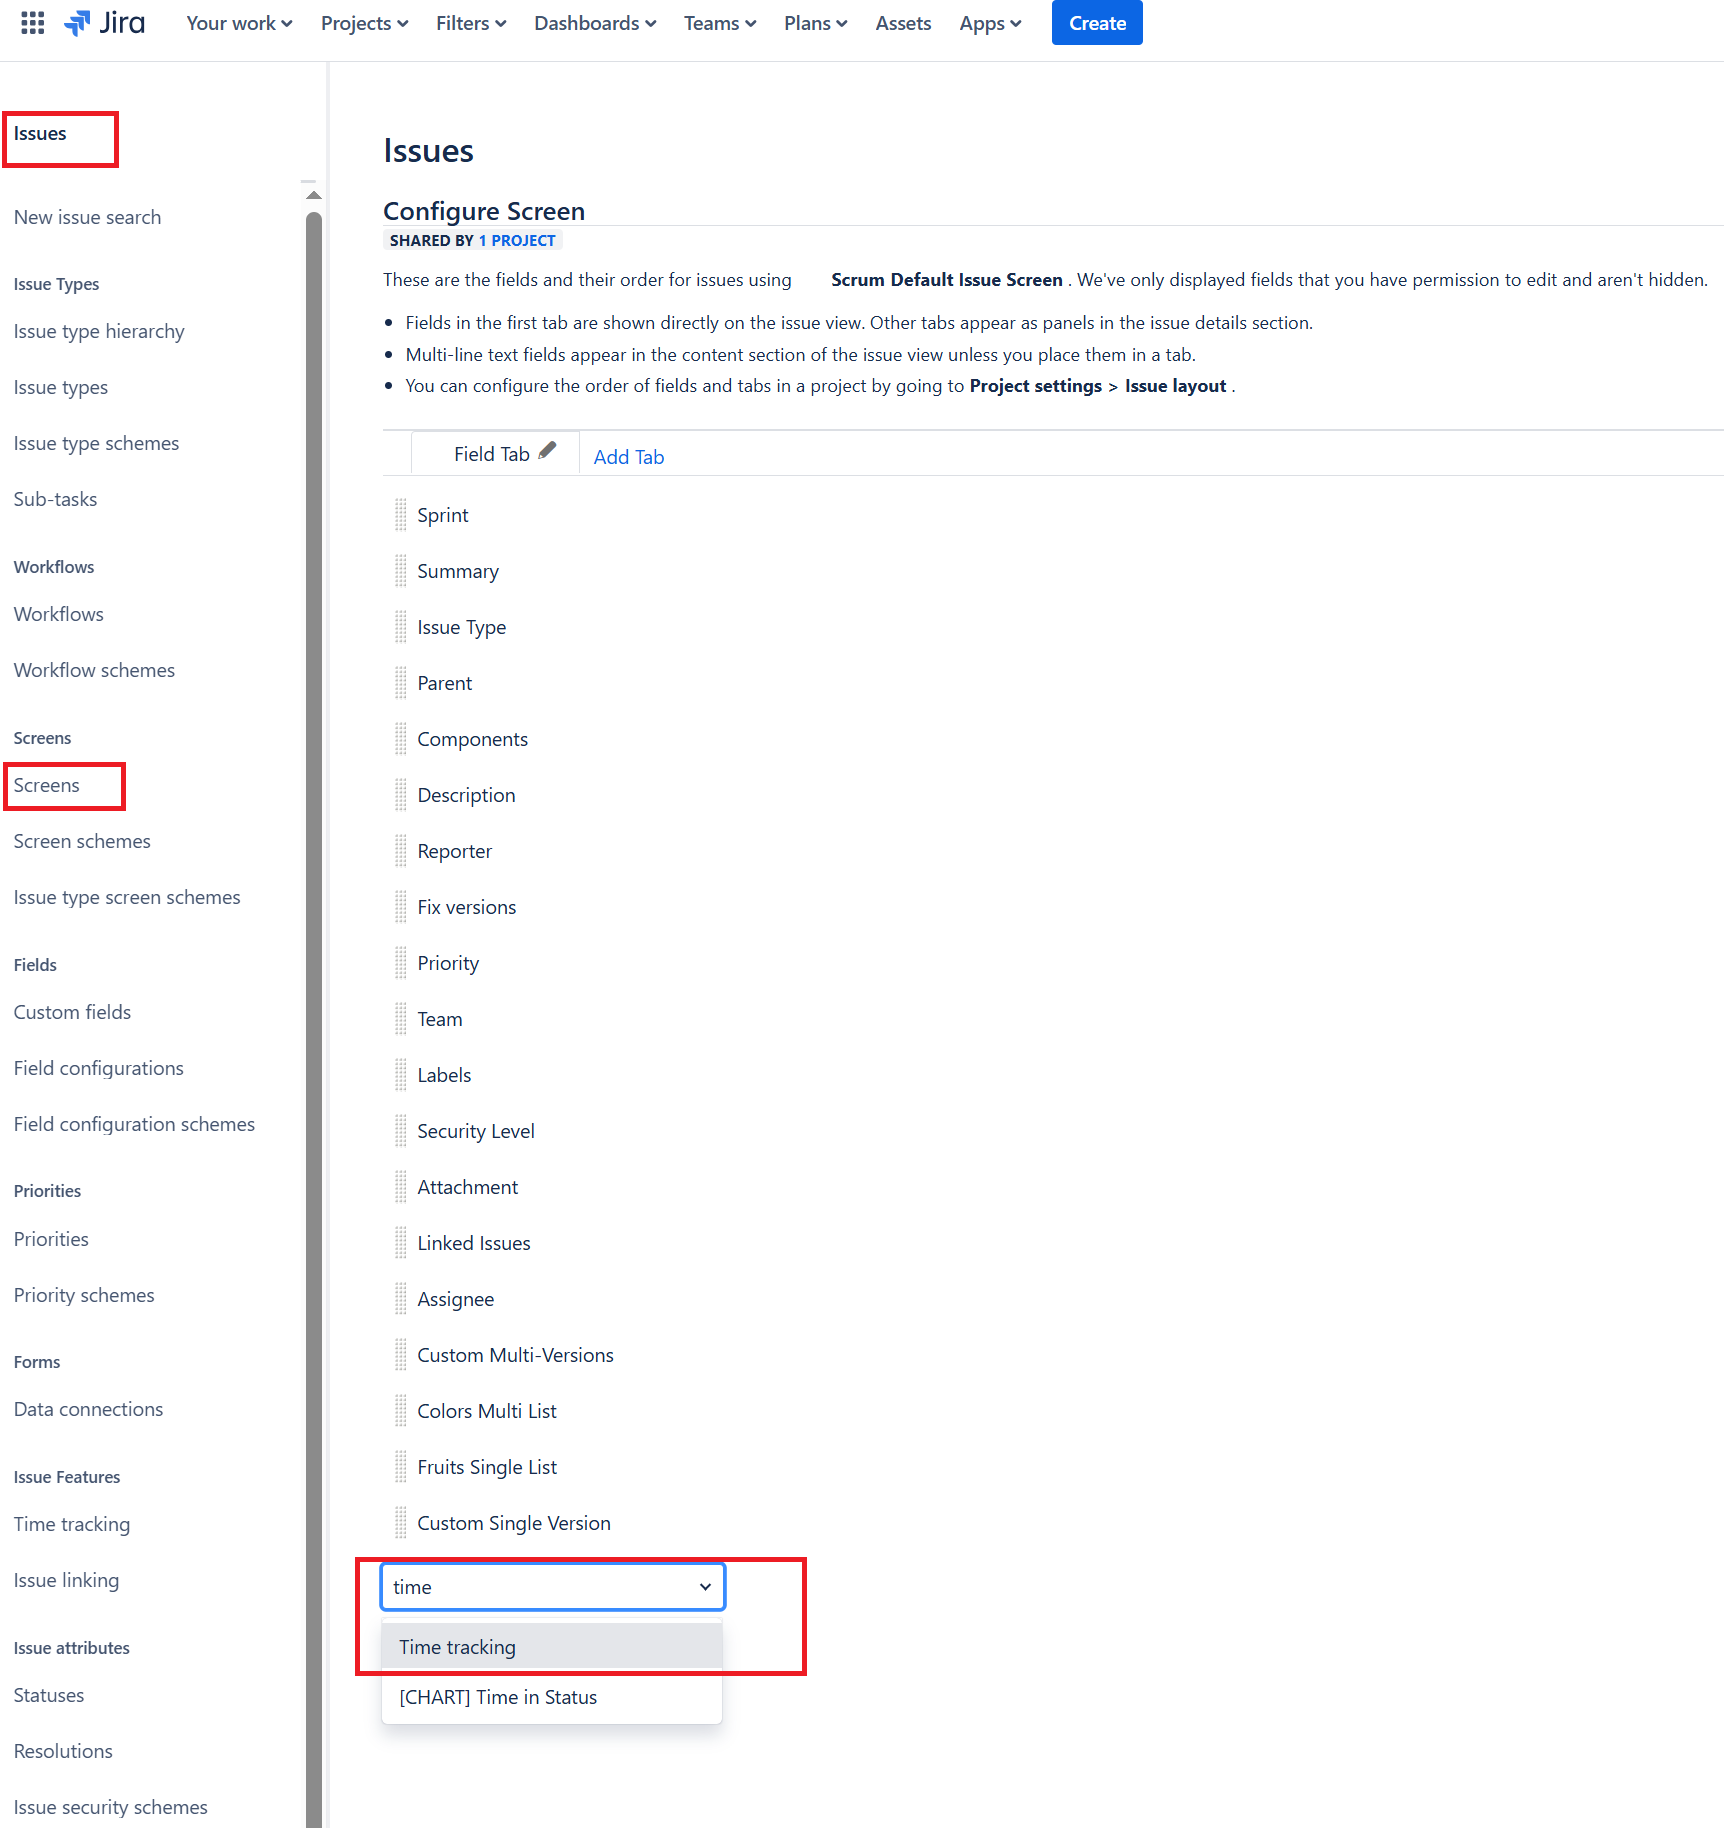 Jira
Your work
Projects
Filters
Dashboards
Teams
Plans
Assets
Apps
Create
Issues
New issue search
Issue Types
Issue type hierarchy
Issue types
Issue type schemes
Sub-tasks
Workflows
Workflows
Workflow schemes
Screens
Screens
Screen schemes
Issue type screen schemes
Fields
Custom fields
Field configurations
Field configuration schemes
Priorities
Priorities
Priority schemes
Forms
Data connections
Issue Features
Time tracking
Issue linking
Issue attributes
Statuses
Resolutions
Issue security schemes
Issues
Configure Screen
SHARED BY 1 PROJECT
These are the fields and their order for issues using Scrum Default Issue Screen . We've only displayed fields that you have permission to edit and aren't hidden.
Fields in the first tab are shown directly on the issue view. Other tabs appear as panels in the issue details section.
Multi-line text fields appear in the content section of the issue view unless you place them in a tab.
You can configure the order of fields and tabs in a project by going to Project settings > Issue layout .
Field Tab
Add Tab
Sprint
Summary
Issue Type
Parent
Components
Description
Reporter
Fix versions
Priority
Team
Labels
Security Level
Attachment
Linked Issues
Assignee
Custom Multi-Versions
Colors Multi List
Fruits Single List
Custom Single Version
time
Time tracking
[CHART] Time in Status